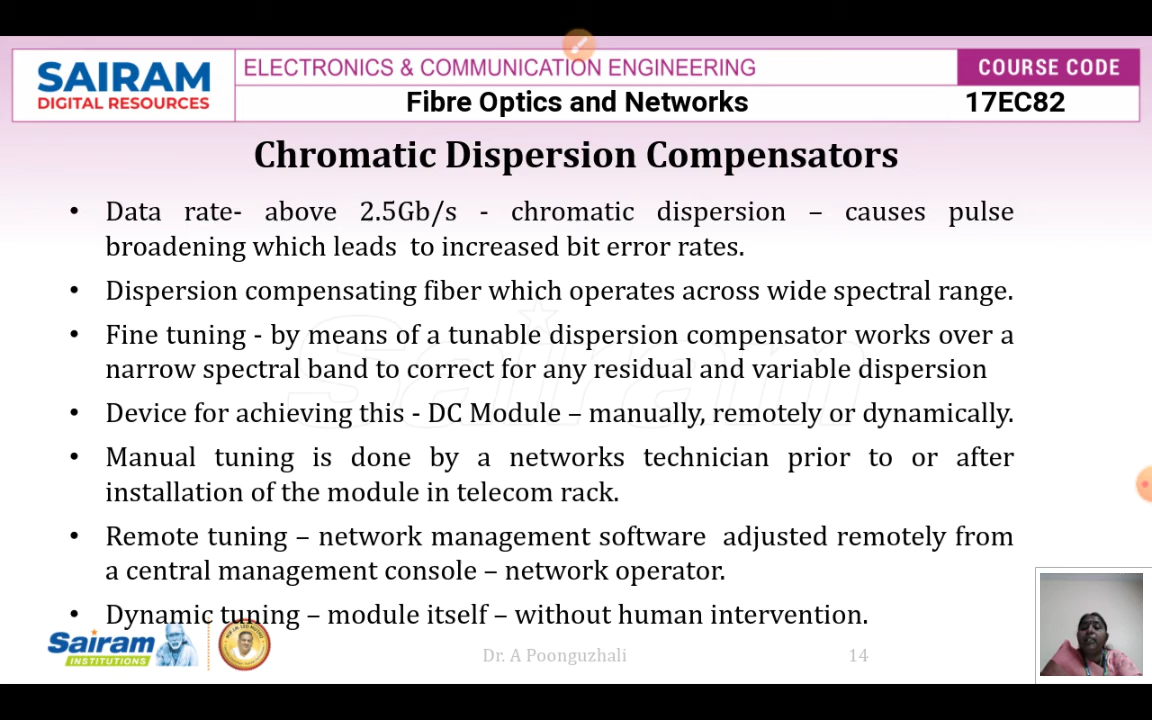 SAIRAM
DIGITAL RESOURCES
ELECTRONICS & COMMUNICATION ENGINEERING
COURSE CODE
Fibre Optics and Networks
17EC82
Chromatic Dispersion Compensators
• Data rate- above 2.5Gb/s - chromatic dispersion – causes pulse
broadening which leads to increased bit error rates.
• Dispersion compensating fiber which operates across wide spectral range.
• Fine tuning - by means of a tunable dispersion compensator works over a
narrow spectral band to correct for any residual and variable dispersion
• Device for achieving this - DC Module – manually, remotely or dynamically.
• Manual tuning is done by a networks technician prior to or after
installation of the module in telecom rack.
• Remote tuning – network management software adjusted remotely from
a central management console – network operator.
• Dynamic tuning – module itself – without human intervention.
Sairam
Sairam
INSTITUTIONS
Dr. A Poonguzhali
14